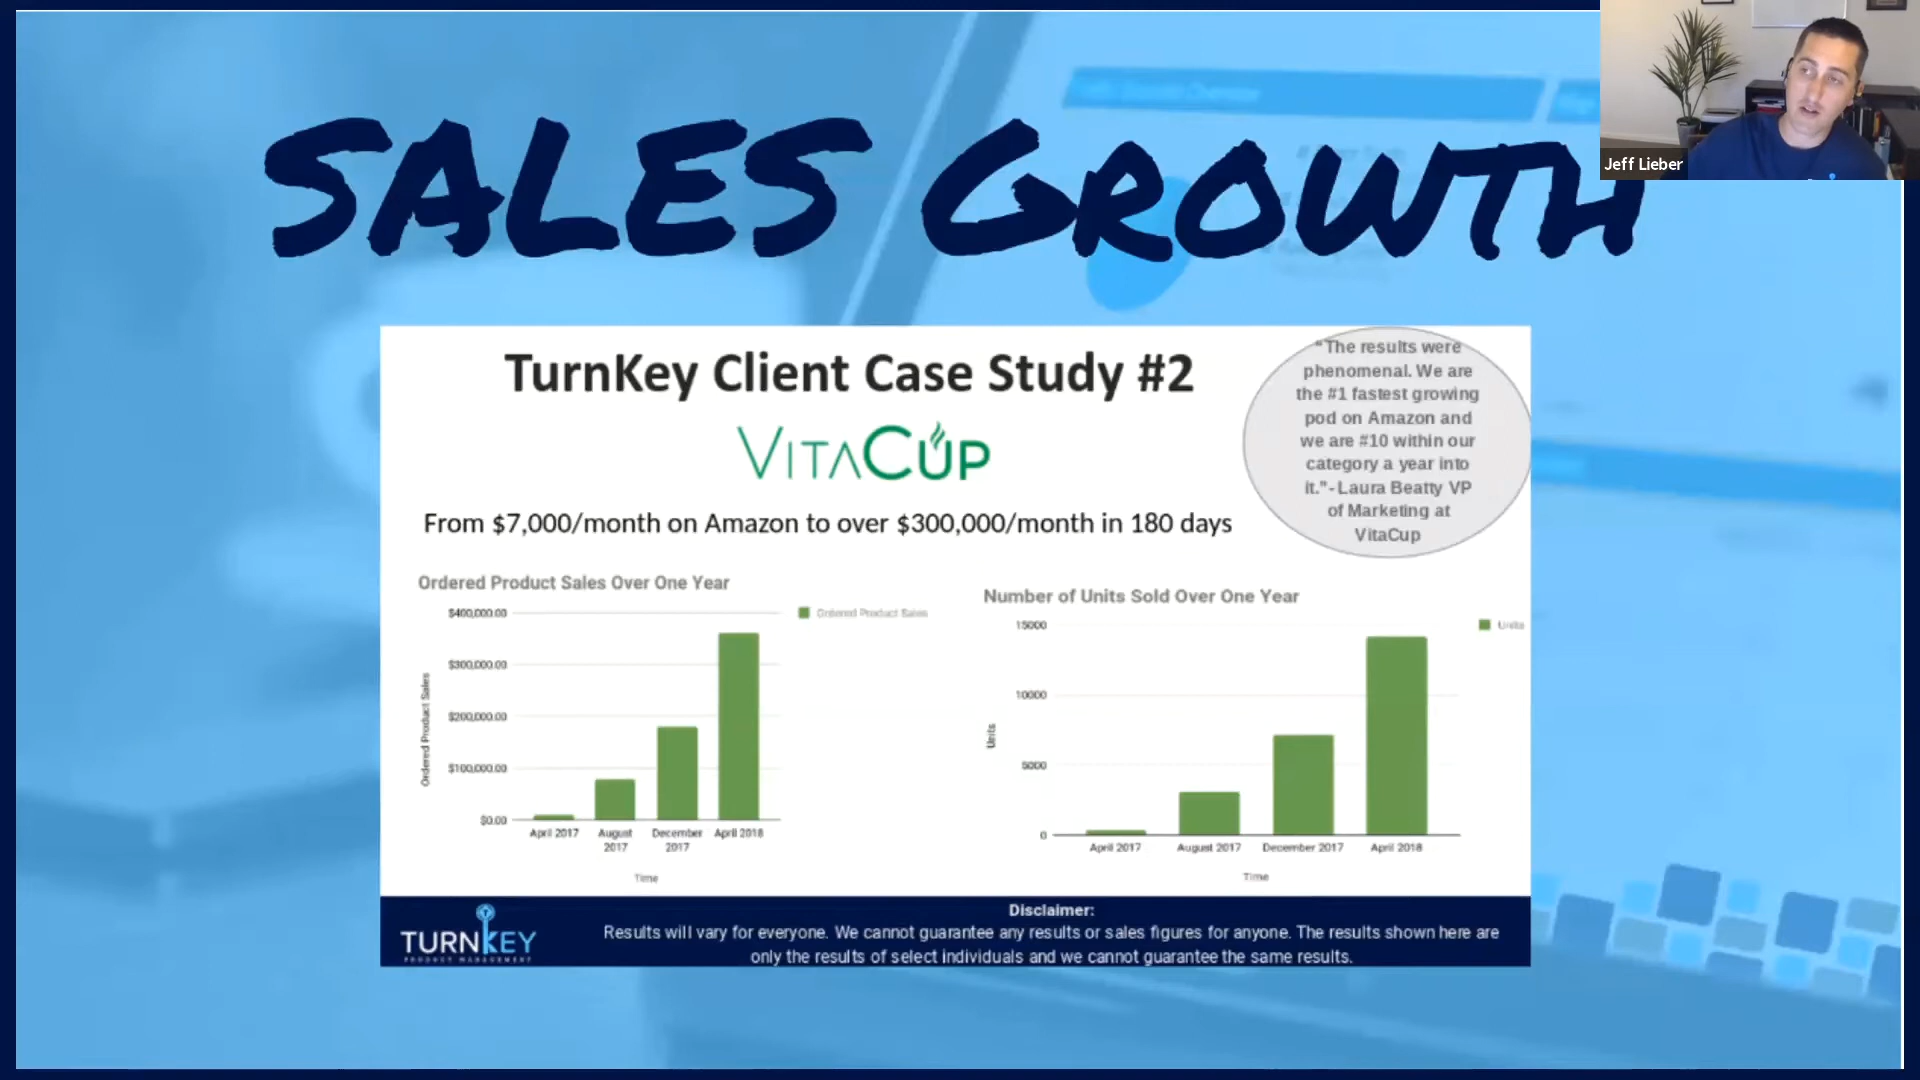 SALES GROWTH
Jeff Lieber
TurnKey Client Case Study #2
VITACUP
From $7,000/month on Amazon to over $300,000/month in 180 days
"The results were
phenomenal. We are
the #1 fastest growing
pod on Amazon and
we are #10 within our
category a year into
it."- Laura Beatty VP
of Marketing at
VitaCup
Ordered Product Sales Over One Year
Ordered Product Sales
$400,000.00
$300,000.00
$200,000.00
$100,000.00
$0.00
Ordered Product Sales
April 2017
August
2017
December
2017
April 2018
Time
Number of Units Sold Over One Year
Units
15000
10000
5000
0
Units
April 2017
August 2017
December 2017
April 2018
Time
TURNKEY
PRODUCT MANAGEMENT
Disclaimer:
Results will vary for everyone. We cannot guarantee any results or sales figures for anyone. The results shown here are
only the results of select individuals and we cannot guarantee the same results.